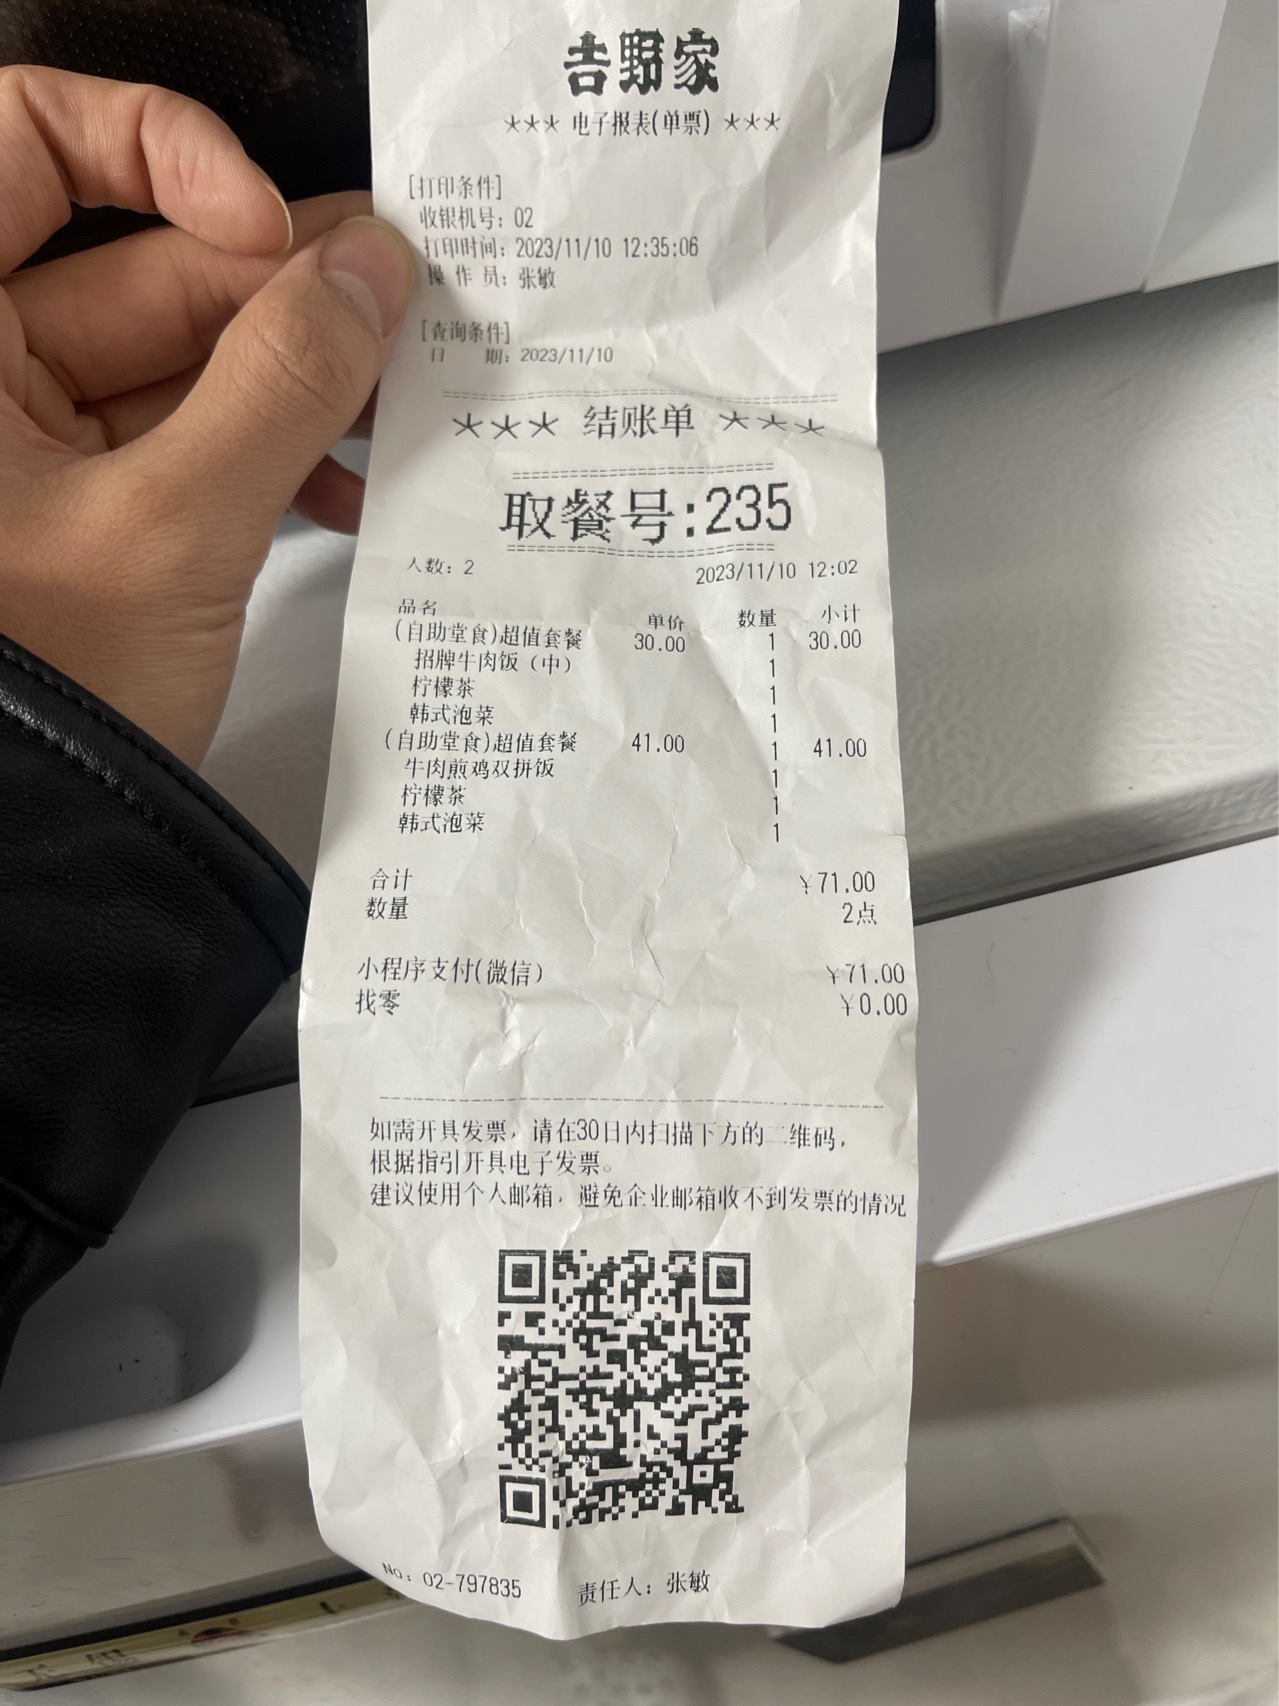 吉野家
*** 电子报表(单票) ***
[打印条件]
收银机号: 02
打印时间: 2023/11/10 12:35:06
操 作 员: 张敏
[查询条件]
日 期: 2023/11/10
*** 结账单 ***
取餐号:235
人数: 2 2023/11/10 12:02
品名 单价 数量 小计
(自助堂食)超值套餐 30.00 1 30.00
招牌牛肉饭（中） 1
柠檬茶 1
韩式泡菜 1
(自助堂食)超值套餐 41.00 1 41.00
牛肉煎鸡双拼饭 1
柠檬茶 1
韩式泡菜 1
合计 ¥71.00
数量 2点
小程序支付(微信) ¥71.00
找零 ¥0.00
如需开具发票，请在30日内扫描下方的二维码，
根据指引开具电子发票。
建议使用个人邮箱，避免企业邮箱收不到发票的情况
No: 02-797835 责任人: 张敏